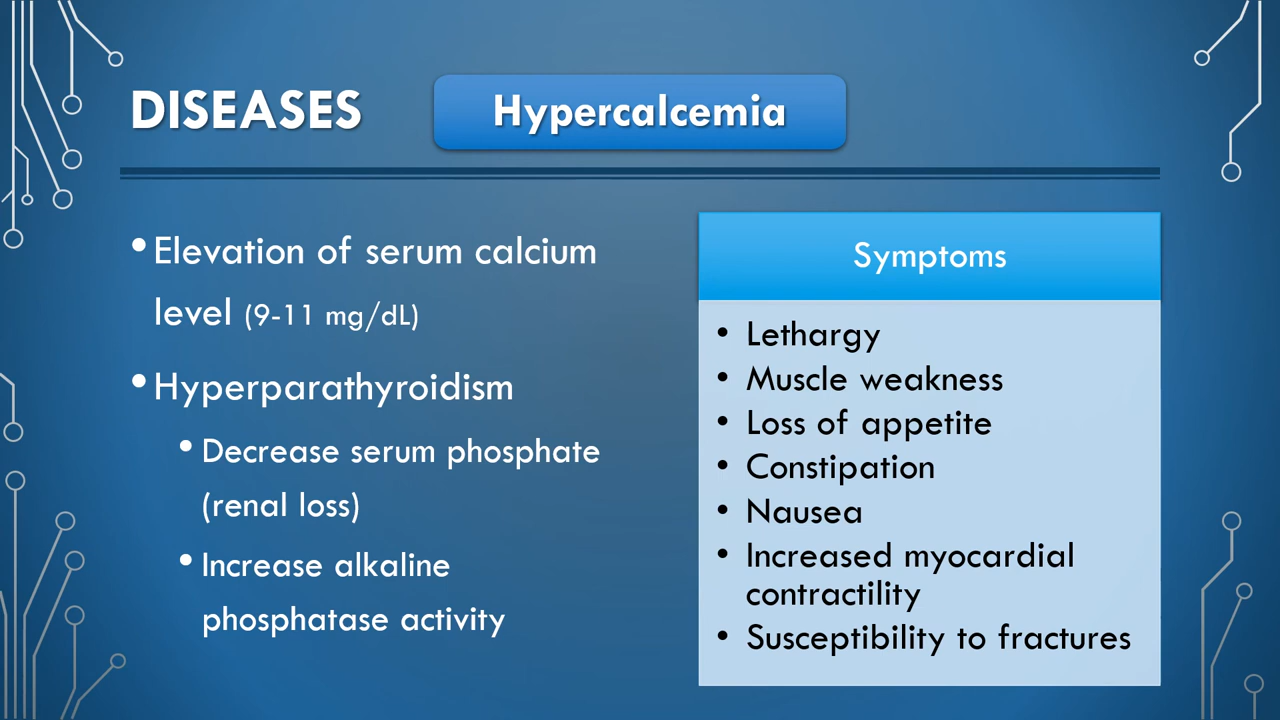 DISEASES
Hypercalcemia
• Elevation of serum calcium
level (9-11 mg/dL)
• Hyperparathyroidism
• Decrease serum phosphate
(renal loss)
• Increase alkaline
phosphatase activity
Symptoms
• Lethargy
• Muscle weakness
• Loss of appetite
• Constipation
• Nausea
• Increased myocardial
contractility
• Susceptibility to fractures